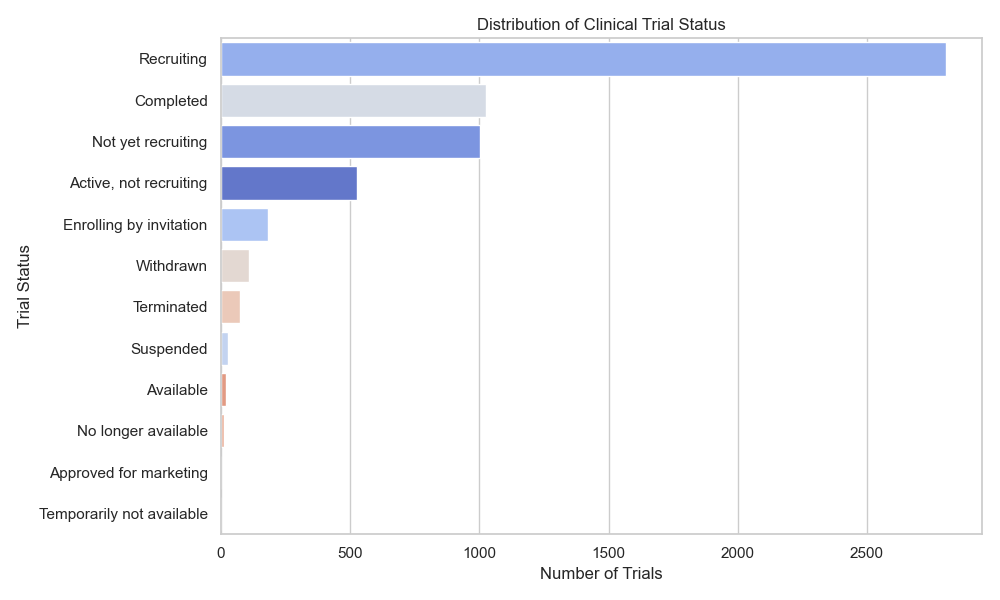 Distribution of Clinical Trial Status
Trial Status
Recruiting
Completed
Not yet recruiting
Active, not recruiting
Enrolling by invitation
Withdrawn
Terminated
Suspended
Available
No longer available
Approved for marketing
Temporarily not available
0 500 1000 1500 2000 2500
Number of Trials